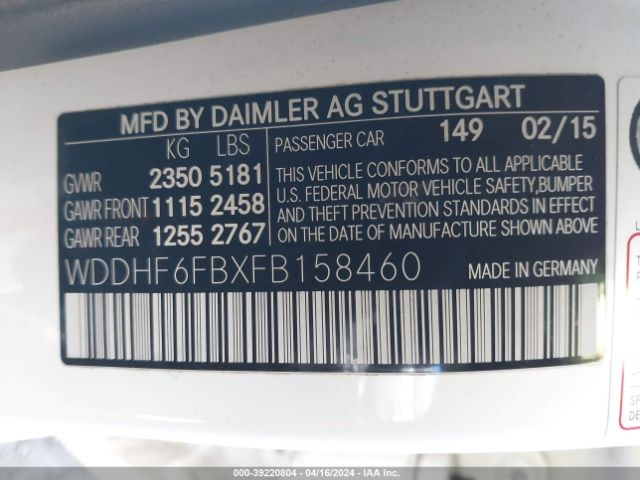 MFD BY DAIMLER AG STUTTGART
KG LBS
PASSENGER CAR 149 02/15
GVWR 2350 5181
GAWR FRONT 1115 2458
GAWR REAR 1255 2767
THIS VEHICLE CONFORMS TO ALL APPLICABLE
U.S. FEDERAL MOTOR VEHICLE SAFETY,BUMPER
AND THEFT PREVENTION STANDARDS IN EFFECT
ON THE DATE OF MANUFACTURE SHOWN ABOVE
WDDHF6FBXFB158460 MADE IN GERMANY
© - 39220804 - 04/16/2024 - IAA Inc.